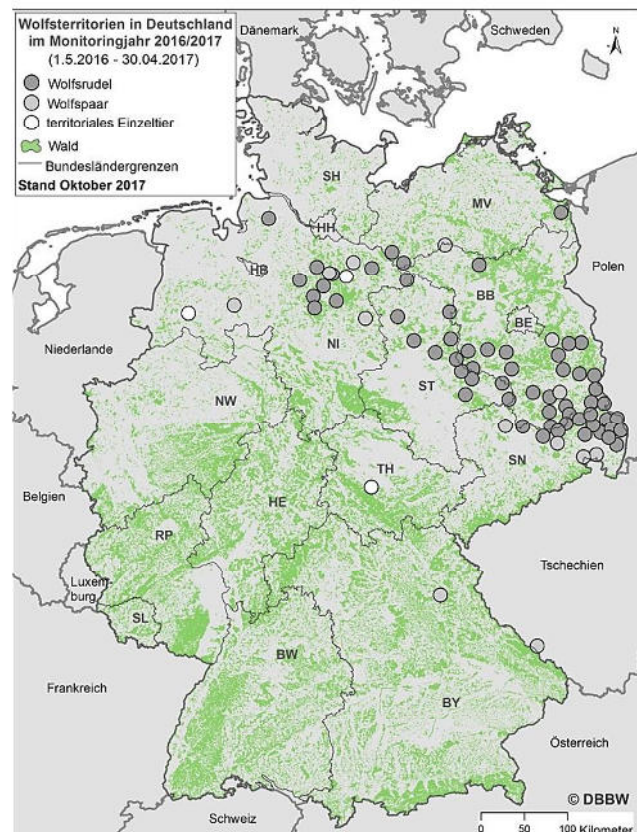 Wolfsterritorien in Deutschland
im Monitoringjahr 2016/2017
(1.5.2016 - 30.04.2017)
Wolfsrudel
Wolfspaar
territoriales Einzeltier
Wald
Bundesländergrenzen
Stand Oktober 2017
Dänemark
Schweden
N
SH
MV
HH
HB
Polen
BB
BE
Niederlande
NI
ST
NW
SN
TH
HE
Belgien
RP
Luxem-
burg
Tschechien
SL
BW
Frankreich
BY
Österreich
Schweiz
© DBBW
0 50 100 Kilometer